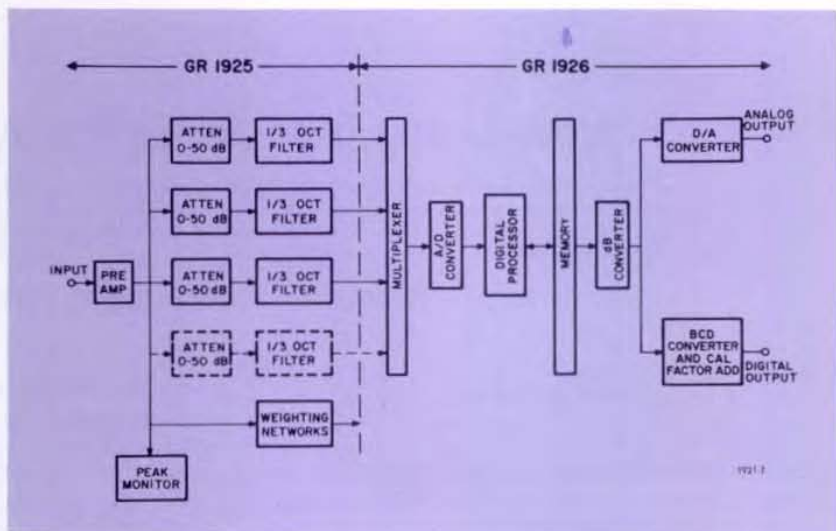 GR 1925
GR 1926
ATTEN
0-50 dB
1/3 OCT
FILTER
ATTEN
0-50 dB
1/3 OCT
FILTER
INPUT
PRE
AMP
ATTEN
0-50 dB
1/3 OCT
FILTER
ATTEN
0-50 dB
1/3 OCT
FILTER
WEIGHTING
NETWORKS
PEAK
MONITOR
MULTIPLEXER
A/D
CONVERTER
DIGITAL
PROCESSOR
MEMORY
dB
CONVERTER
D/A
CONVERTER
ANALOG
OUTPUT
BCD
CONVERTER
AND CAL
FACTOR ADD
DIGITAL
OUTPUT